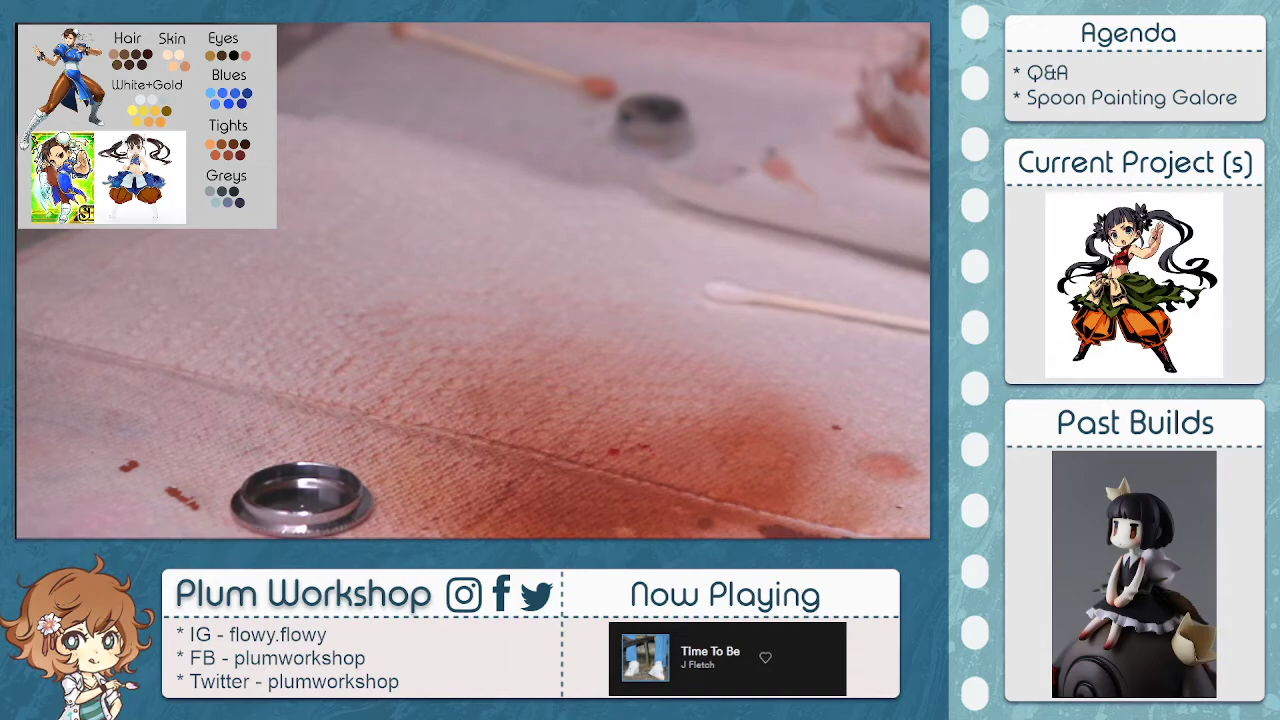 Hair
Skin
Eyes
White+Gold
Blues
Tights
Greys
Agenda
* Q&A
* Spoon Painting Galore
Current Project (s)
Past Builds
Plum Workshop
* IG - flowy.flowy
* FB - plumworkshop
* Twitter - plumworkshop
Now Playing
TIme To Be
J Fletch